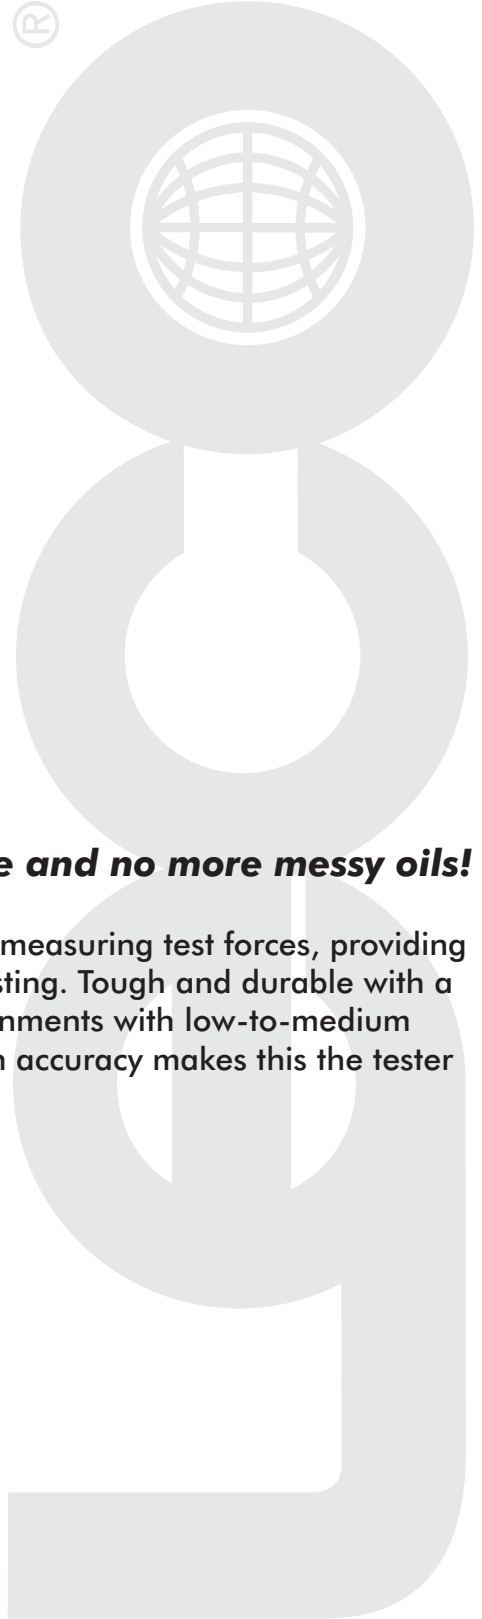 ®
and no more messy oils!
measuring test forces, providing
sting. Tough and durable with a
nments with low-to-medium
accuracy makes this the tester